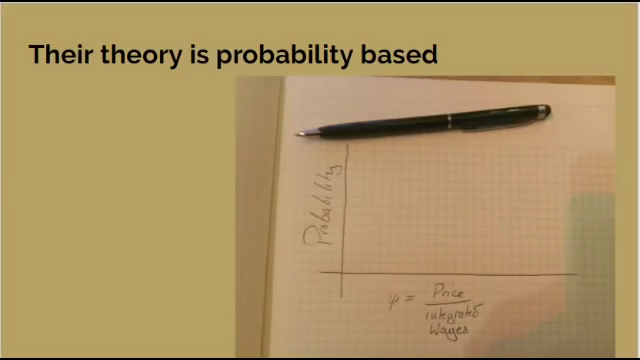 Their theory is probability based
Probability
ψ = Price
integrated
Wages